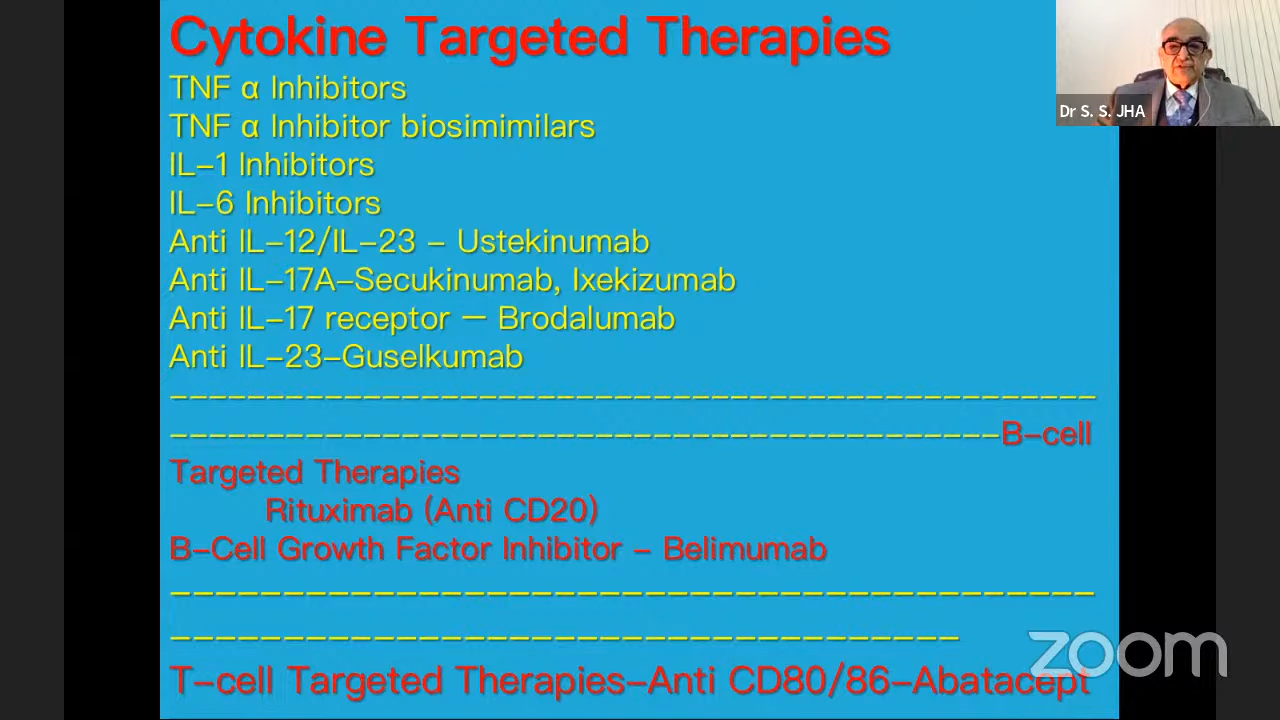 Cytokine Targeted Therapies
TNF α Inhibitors
TNF α Inhibitor biosimimilars
IL-1 Inhibitors
IL-6 Inhibitors
Anti IL-12/IL-23 - Ustekinumab
Anti IL-17A-Secukinumab, Ixekizumab
Anti IL-17 receptor — Brodalumab
Anti IL-23-Guselkumab
------------------------------------------------
-------------------------------------------B-cell
Targeted Therapies
Rituximab (Anti CD20)
B-Cell Growth Factor Inhibitor - Belimumab
-----------------------------------------
-----------------------------------
T-cell Targeted Therapies-Anti CD80/86-Abatacept
Dr S. S. JHA
zoom